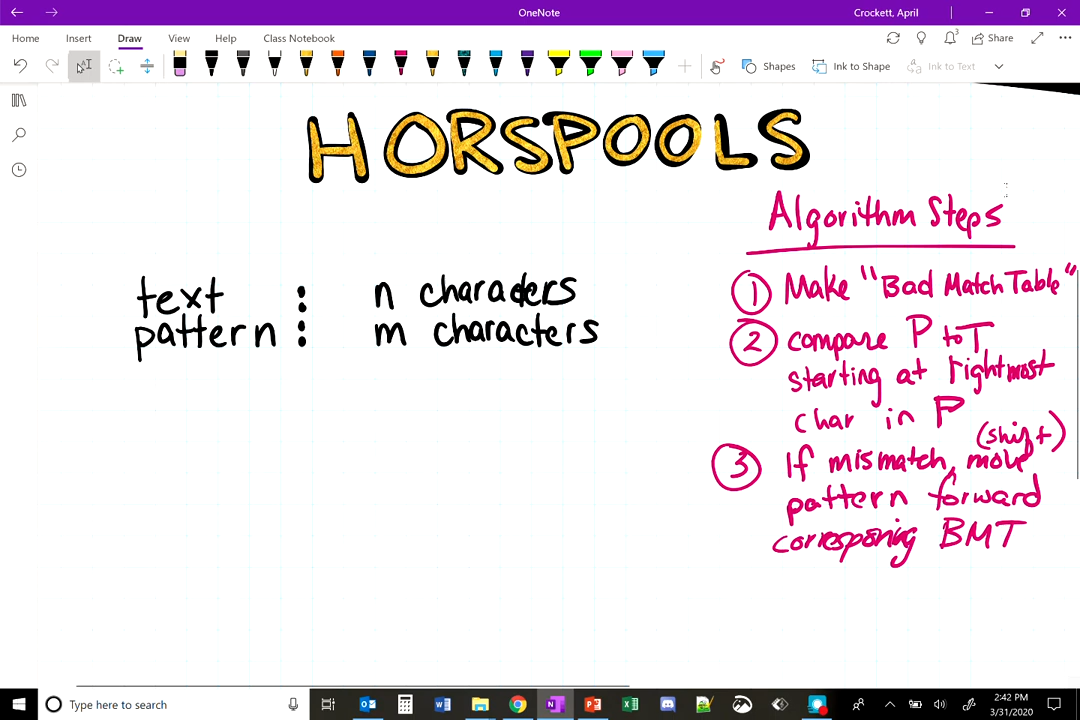 OneNote
Crockett, April
Home Insert Draw View Help Class Notebook
3
Share
Shapes
Ink to Shape
Ink to Text
HORSPOOLS
Algorithm Steps
text : n characters
pattern : m characters
1 Make "Bad Match Table"
2 compare P to T
starting at rightmost
char in P
(shift)
3 If mismatch, move
pattern forward
BMT
Type here to search
2:42 PM
3/31/2020